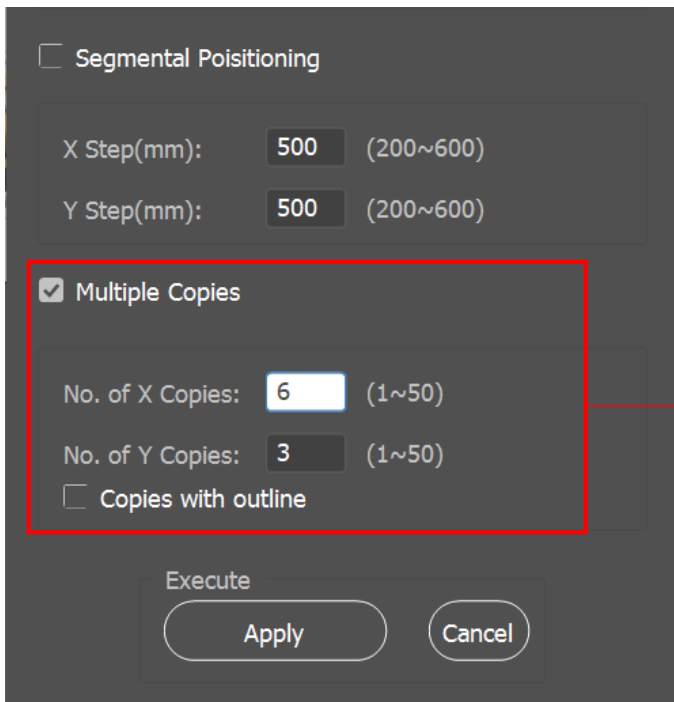 Segmental Poisitioning
X Step(mm): 500 (200~600)
Y Step(mm): 500 (200~600)
Multiple Copies
No. of X Copies: 6 (1~50)
No. of Y Copies: 3 (1~50)
Copies with outline
Execute
Apply Cancel